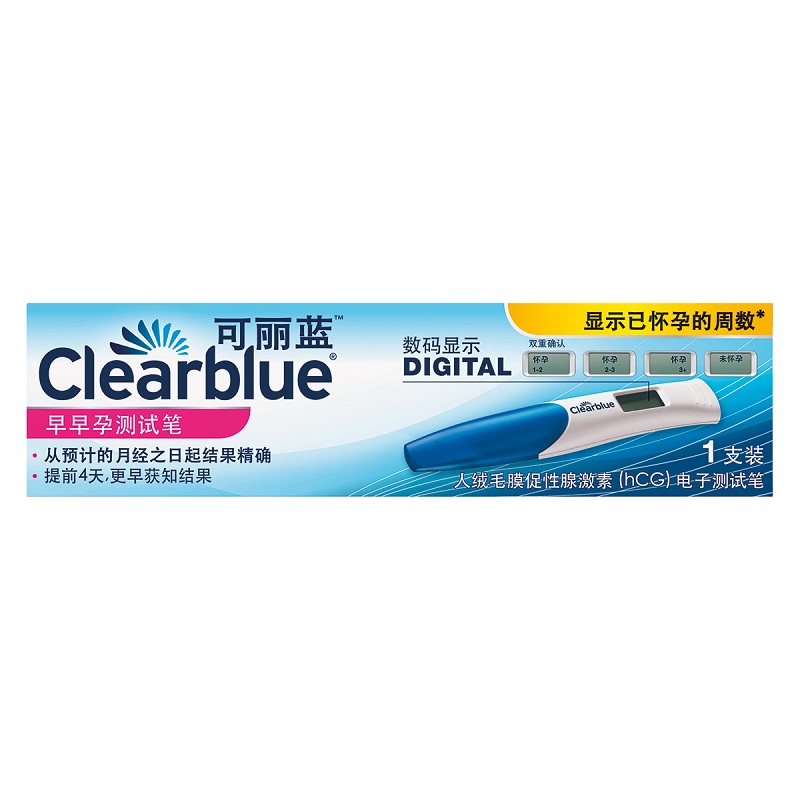 可丽蓝™
Clearblue®
早早孕测试笔
• 从预计的月经之日起结果精确
• 提前4天,更早获知结果
显示已怀孕的周数*
数码显示
DIGITAL
双重确认
怀孕
1-2
怀孕
2-3
怀孕
3+
未怀孕
Clearblue
1支装
人绒毛膜促性腺激素 (hCG) 电子测试笔